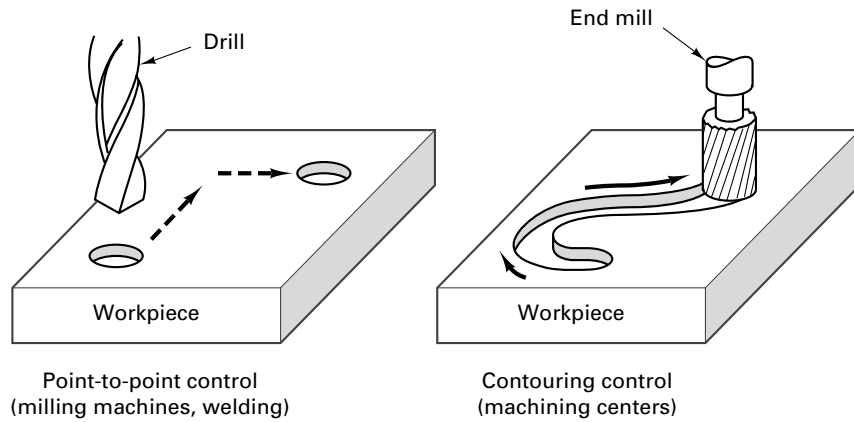 Drill
End mill
Workpiece
Workpiece
Point-to-point control
(milling machines, welding)
Contouring control
(machining centers)